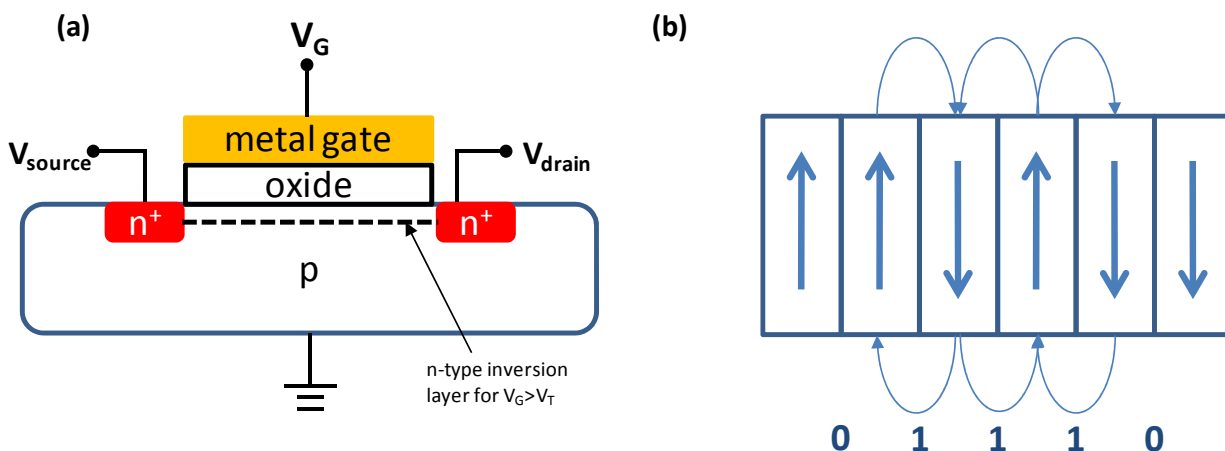 (a)
V_G
metal gate
V_source
V_drain
oxide
n⁺
n⁺
p
n-type inversion
layer for V_G>V_T
(b)
0 1 1 1 0